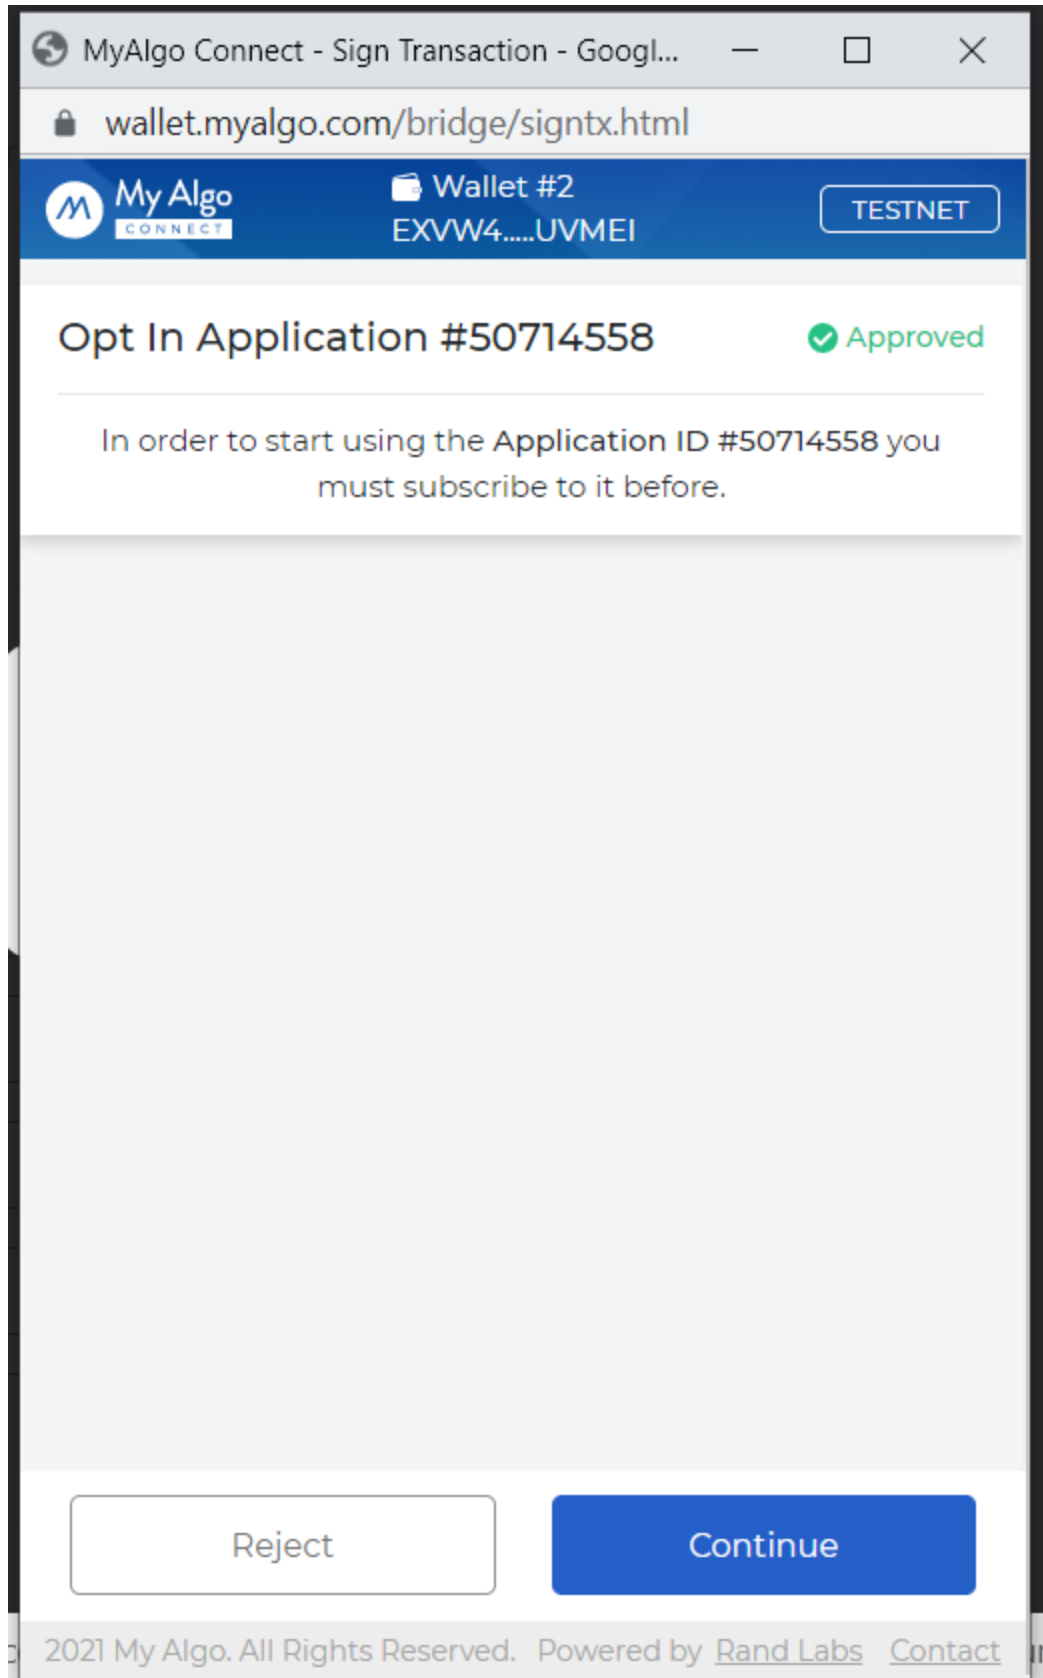 MyAlgo Connect - Sign Transaction - Googl...
wallet.myalgo.com/bridge/signtx.html
My Algo
CONNECT
Wallet #2
EXVW4.....UVMEI
TESTNET
Opt In Application #50714558
Approved
In order to start using the Application ID #50714558 you
must subscribe to it before.
Reject
Continue
2021 My Algo. All Rights Reserved. Powered by Rand Labs Contact